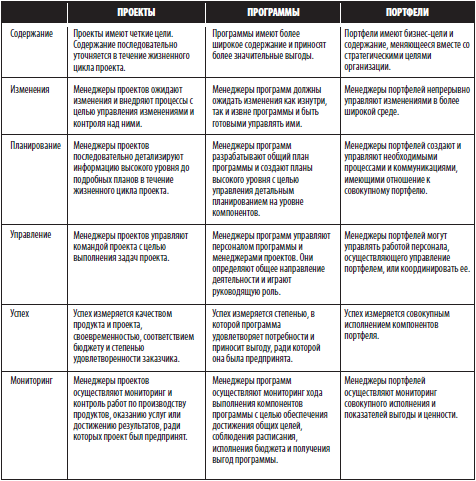 ПРОЕКТЫ
ПРОГРАММЫ
ПОРТФЕЛИ
Содержание
Проекты имеют четкие цели.
Содержание последовательно
уточняется в течение жизненного
цикла проекта.
Программы имеют более
широкое содержание и приносят
более значительные выгоды.
Портфели имеют бизнес-цели и
содержание, меняющееся вместе со
стратегическими целями
организации.
Изменения
Менеджеры проектов ожидают
изменения и внедряют процессы с
целью управления изменениями и
контроля над ними.
Менеджеры программ должны
ожидать изменения как изнутри,
так и извне программы и быть
готовыми управлять ими.
Менеджеры портфелей непрерывно
управляют изменениями в более
широкой среде.
Планирование
Менеджеры проектов
последовательно детализируют
информацию высокого уровня до
подробных планов в течение
жизненного цикла проекта.
Менеджеры программ
разрабатывают общий план
программы и создают планы
высокого уровня с целью
управления детальным
планированием на уровне
компонентов.
Менеджеры портфелей создают и
управляют необходимыми
процессами и коммуникациями,
имеющими отношение к
совокупному портфелю.
Управление
Менеджеры проектов управляют
командой проекта с целью
выполнения задач проекта.
Менеджеры программ управляют
персоналом программы и
менеджерами проектов. Они
определяют общее направление
деятельности и играют
руководящую роль.
Менеджеры портфелей могут
управлять работой персонала,
осуществляющего управление
портфелем, или координировать ее.
Успех
Успех измеряется качеством
продукта и проекта,
своевременностью, соответствием
бюджету и степенью
удовлетворенности заказчика.
Успех измеряется степенью, в
которой программа
удовлетворяет потребности и
приносит выгоду, ради которой
она была предпринята.
Успех измеряется совокупным
исполнением компонентов
портфеля.
Мониторинг
Менеджеры проектов
осуществляют мониторинг и
контроль работ по производству
продуктов, оказанию услуг или
достижению результатов, ради
которых проект был предпринят.
Менеджеры программ
осуществляют мониторинг хода
выполнения компонентов
программы с целью обеспечения
достижения общих целей,
соблюдения расписания,
исполнения бюджета и получения
выгод программы.
Менеджеры портфелей
осуществляют мониторинг
совокупного исполнения и
показателей выгоды и ценности.